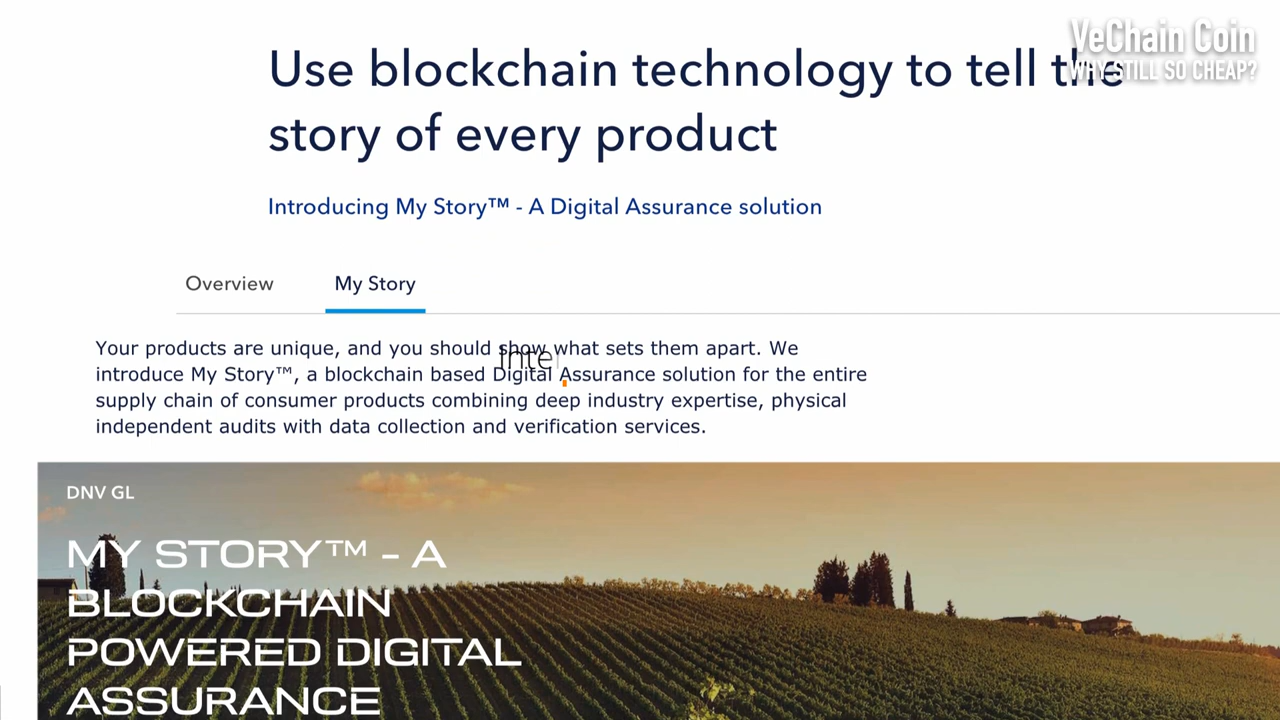 VeChain Coin
WHY STILL SO CHEAP?
Use blockchain technology to tell the
story of every product
Introducing My Story™ - A Digital Assurance solution
Overview
My Story
Your products are unique, and you should show what sets them apart. We
introduce My Story™, a blockchain based Digital Assurance solution for the entire
supply chain of consumer products combining deep industry expertise, physical
independent audits with data collection and verification services.
Inte
DNV GL
MY STORY™ - A
BLOCKCHAIN
POWERED DIGITAL
ASSURANCE